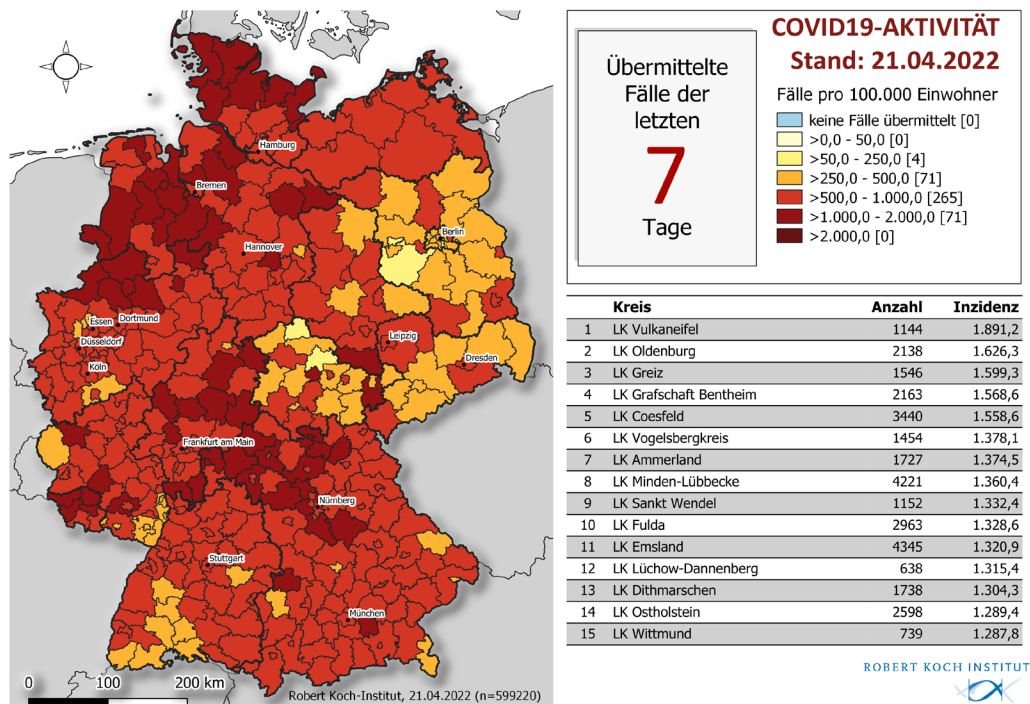 Hamburg
Bremen
Berlin
Hannover
Essen
Dortmund
Düsseldorf
Leipzig
Köln
Dresden
Frankfurt am Main
Nürnberg
Stuttgart
München
0 100 200 km
Robert Koch-Institut, 21.04.2022 (n=599220)
Übermittelte
Fälle der
letzten
7
Tage
COVID19-AKTIVITÄT
Stand: 21.04.2022
Fälle pro 100.000 Einwohner
keine Fälle übermittelt [0]
>0,0 - 50,0 [0]
>50,0 - 250,0 [4]
>250,0 - 500,0 [71]
>500,0 - 1.000,0 [265]
>1.000,0 - 2.000,0 [71]
>2.000,0 [0]
Kreis Anzahl Inzidenz
1 LK Vulkaneifel 1144 1.891,2
2 LK Oldenburg 2138 1.626,3
3 LK Greiz 1546 1.599,3
4 LK Grafschaft Bentheim 2163 1.568,6
5 LK Coesfeld 3440 1.558,6
6 LK Vogelsbergkreis 1454 1.378,1
7 LK Ammerland 1727 1.374,5
8 LK Minden-Lübbecke 4221 1.360,4
9 LK Sankt Wendel 1152 1.332,4
10 LK Fulda 2963 1.328,6
11 LK Emsland 4345 1.320,9
12 LK Lüchow-Dannenberg 638 1.315,4
13 LK Dithmarschen 1738 1.304,3
14 LK Ostholstein 2598 1.289,4
15 LK Wittmund 739 1.287,8
ROBERT KOCH INSTITUT